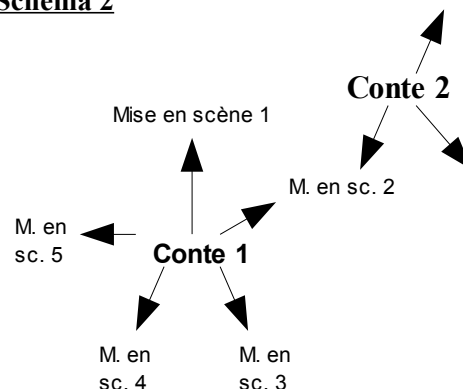 Schéma 2
Conte 2
Mise en scène 1
M. en sc. 2
M. en
sc. 5
Conte 1
M. en
sc. 4
M. en
sc. 3